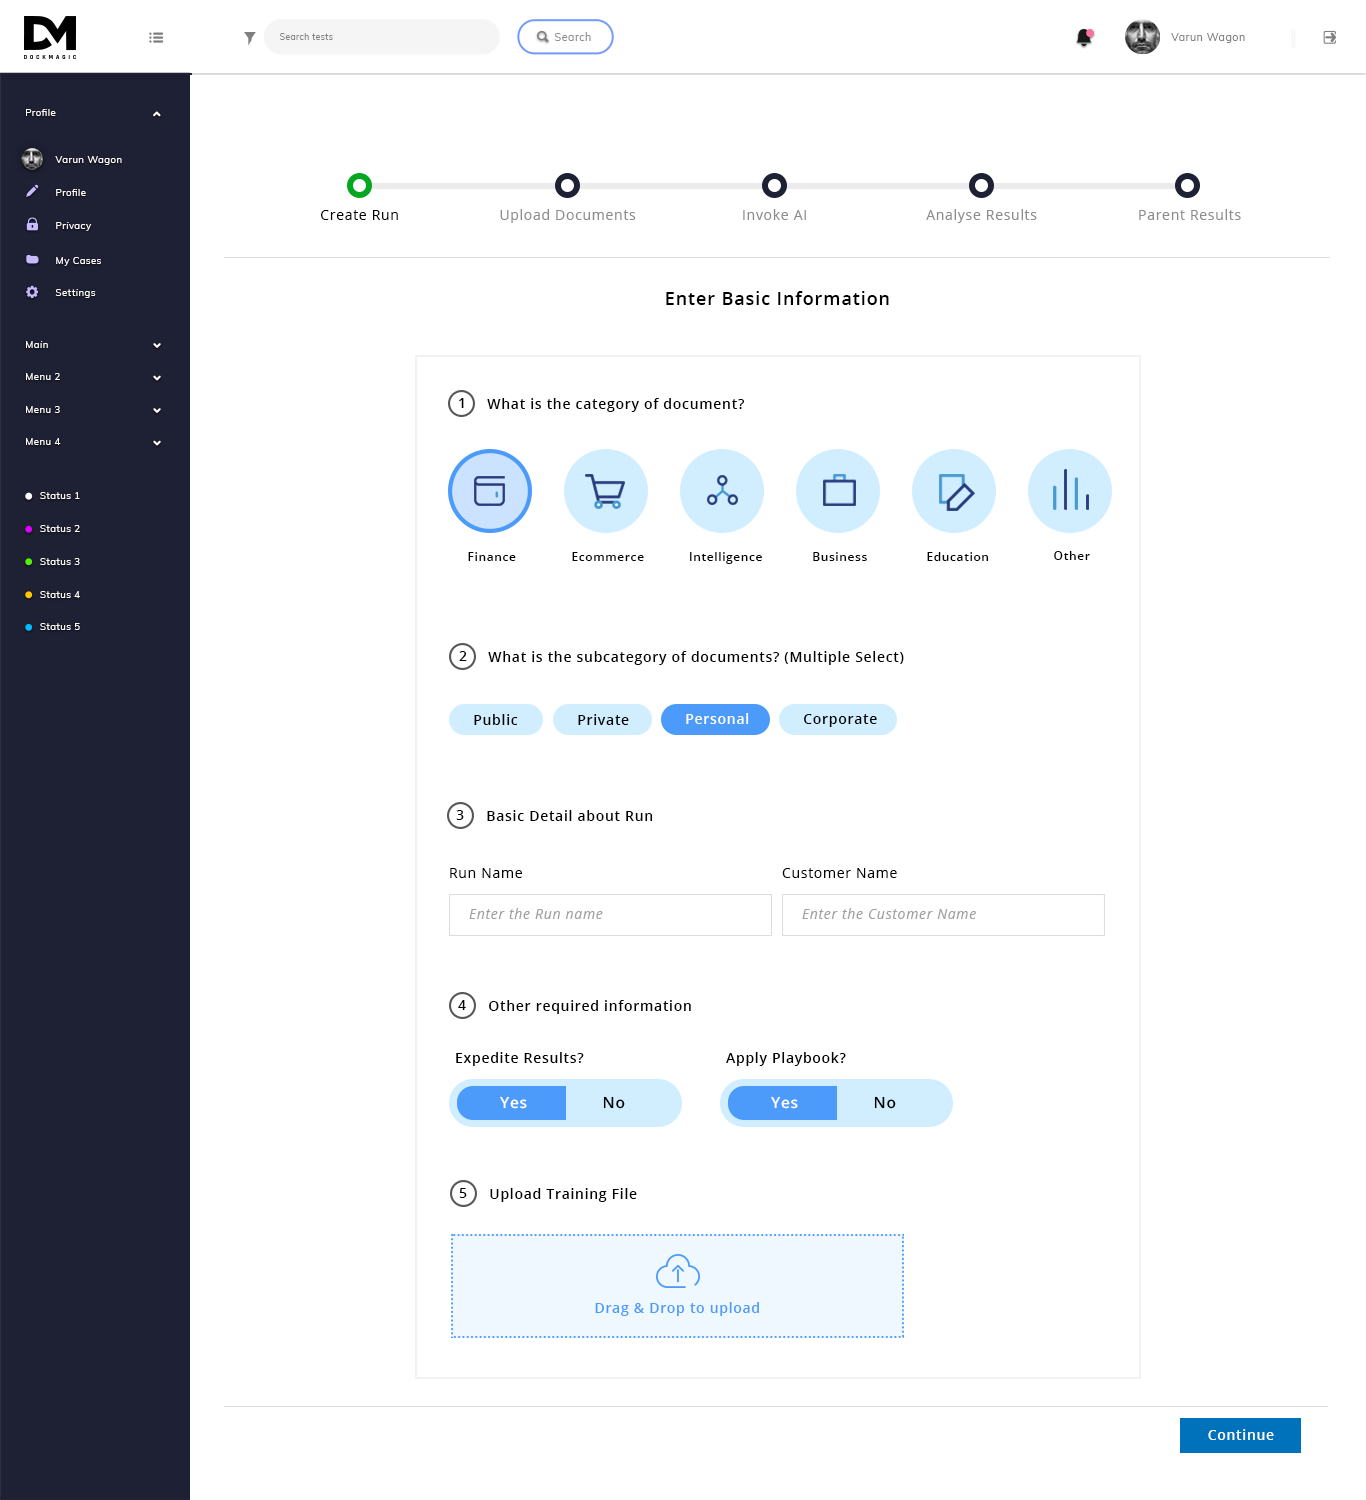 DM
DOCKMAGIC
Search tests
Search
Varun Wagon
Profile
Varun Wagon
Profile
Privacy
My Cases
Settings
Main
Menu 2
Menu 3
Menu 4
Status 1
Status 2
Status 3
Status 4
Status 5
Create Run
Upload Documents
Invoke AI
Analyse Results
Parent Results
Enter Basic Information
1 What is the category of document?
Finance
Ecommerce
Intelligence
Business
Education
Other
2 What is the subcategory of documents? (Multiple Select)
Public
Private
Personal
Corporate
3 Basic Detail about Run
Run Name
Customer Name
Enter the Run name
Enter the Customer Name
4 Other required information
Expedite Results?
Apply Playbook?
Yes No
Yes No
5 Upload Training File
Drag & Drop to upload
Continue